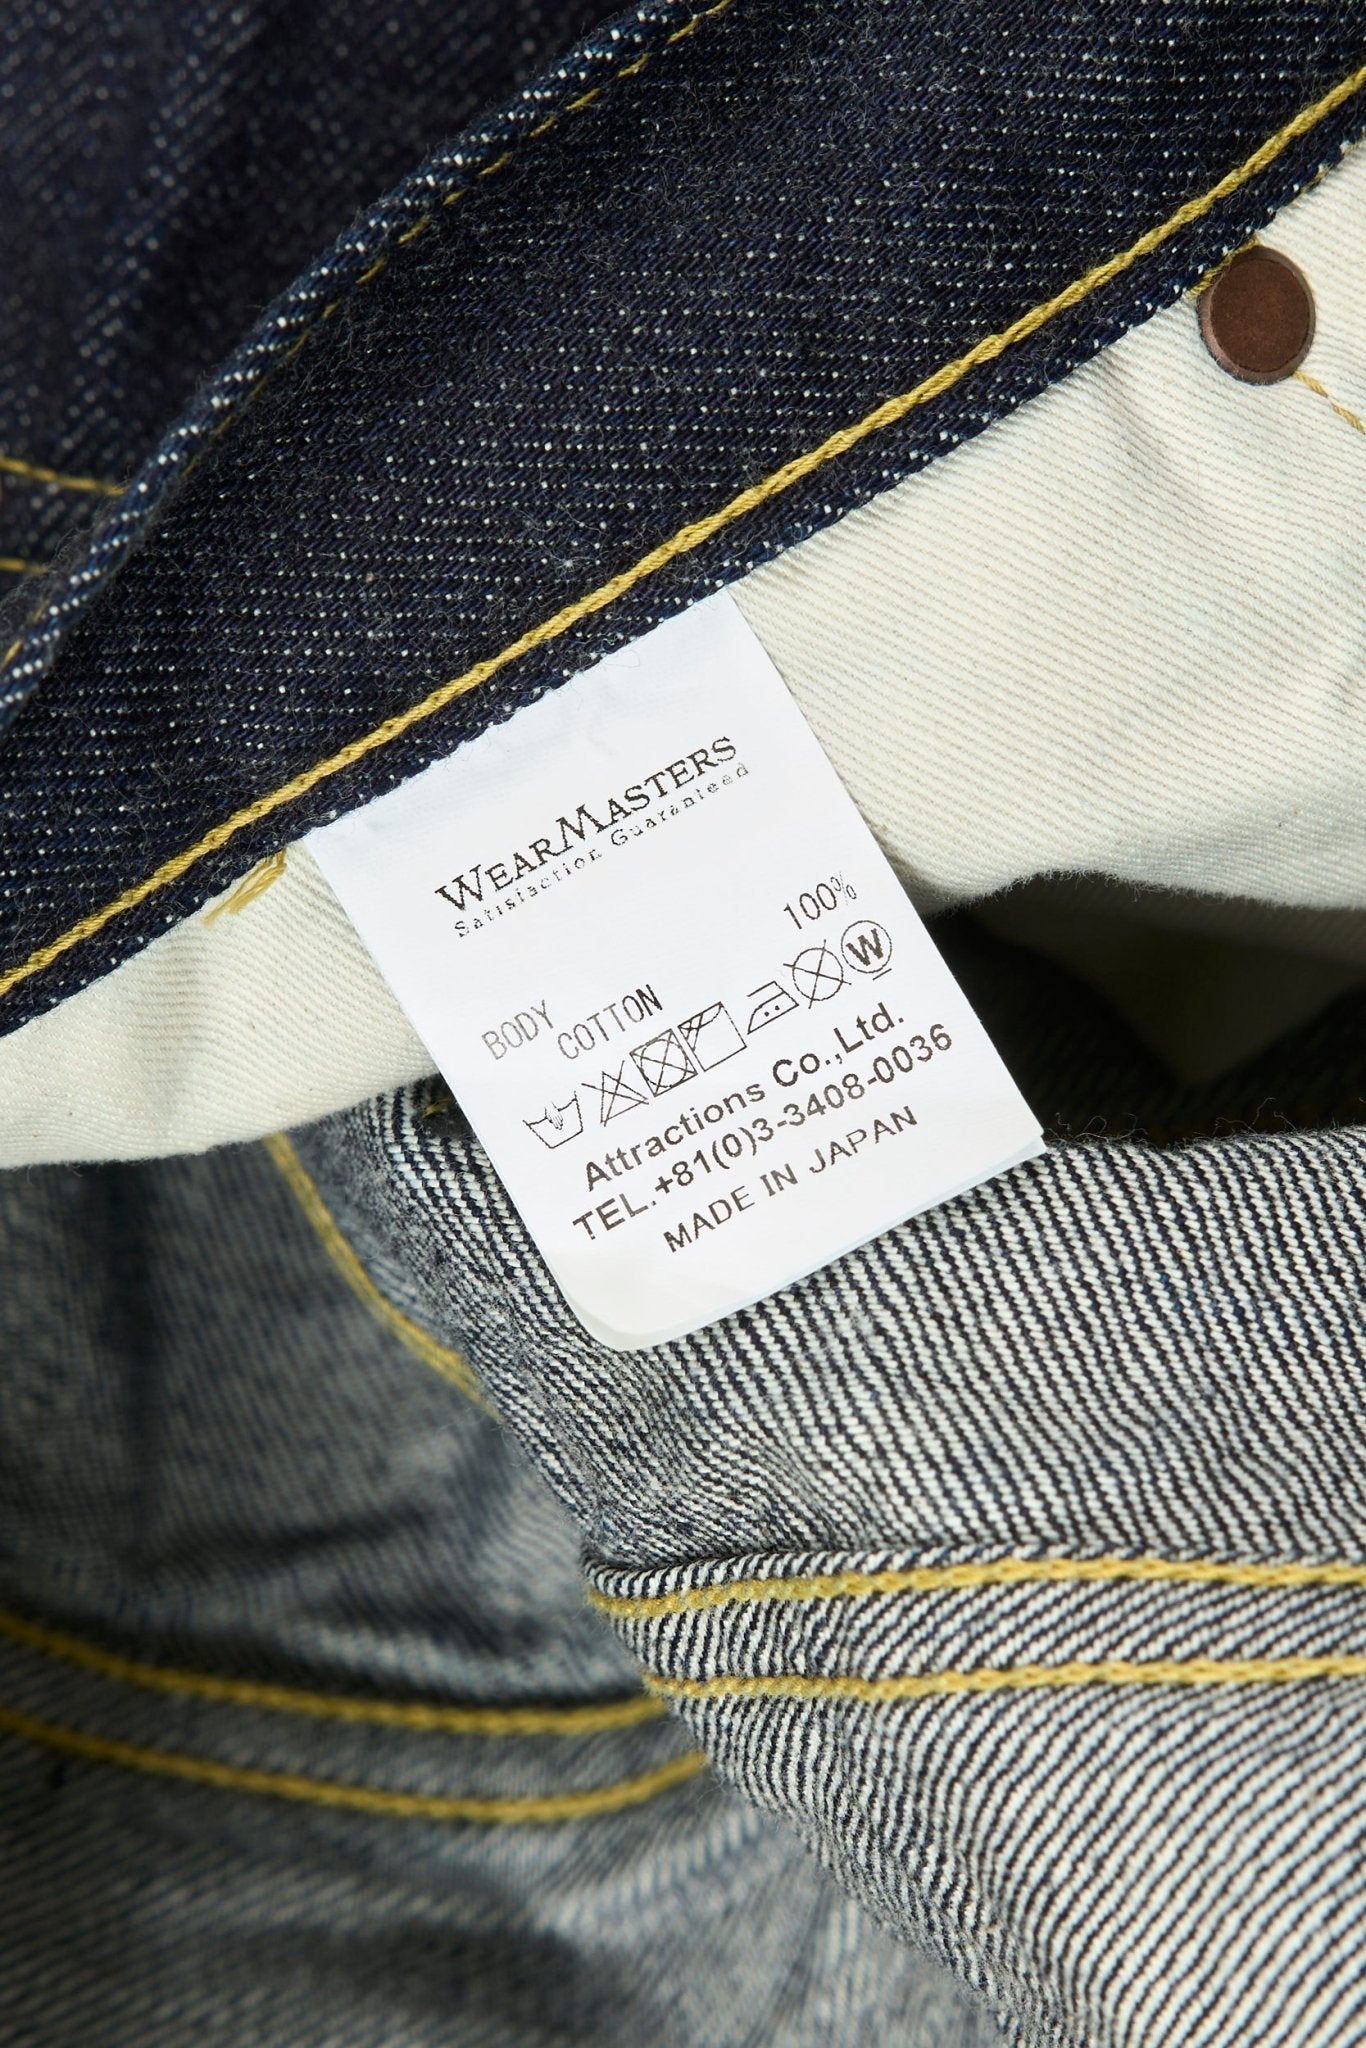 WEARMASTERS
Satisfaction Guaranteed
BODY
COTTON 100%
W
Attractions Co.,Ltd.
TEL.+81(0)3-3408-0036
MADE IN JAPAN